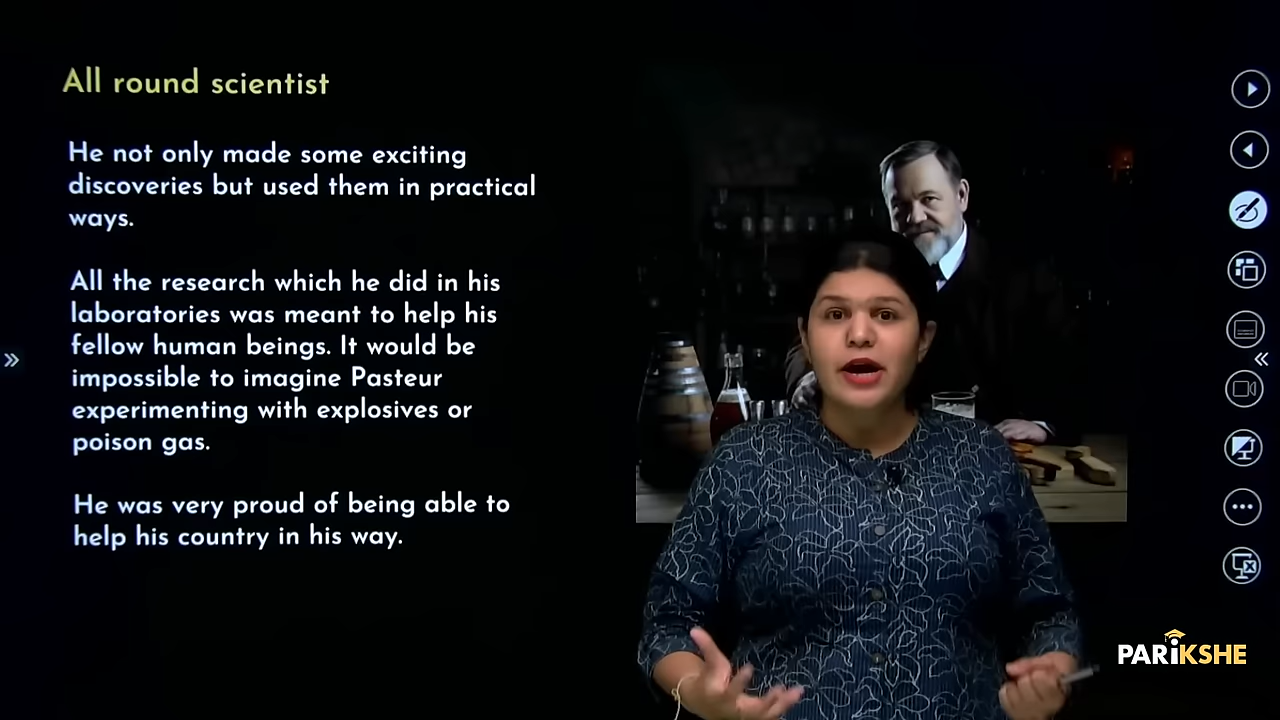 All round scientist
He not only made some exciting
discoveries but used them in practical
ways.
All the research which he did in his
laboratories was meant to help his
fellow human beings. It would be
impossible to imagine Pasteur
experimenting with explosives or
poison gas.
He was very proud of being able to
help his country in his way.
PARIKSHE